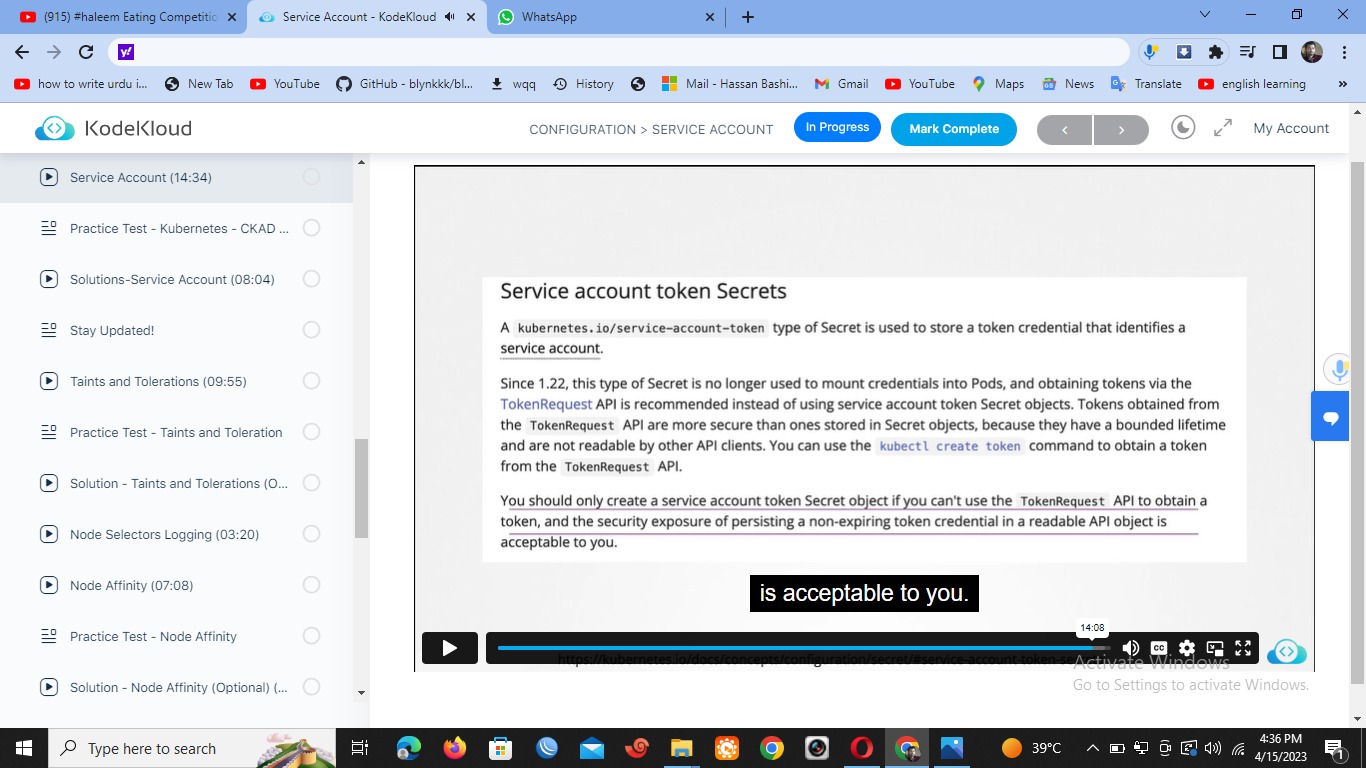 (915) #haleem Eating Competitio
Service Account - KodeKloud
WhatsApp
y!
how to write urdu i...
New Tab
YouTube
GitHub - blynkkk/bl...
wqq
History
Mail - Hassan Bashi...
Gmail
YouTube
Maps
News
Translate
english learning
»
KodeKloud
CONFIGURATION > SERVICE ACCOUNT
In Progress
Mark Complete
My Account
Service Account (14:34)
Practice Test - Kubernetes - CKAD ...
Solutions-Service Account (08:04)
Stay Updated!
Taints and Tolerations (09:55)
Practice Test - Taints and Toleration
Solution - Taints and Tolerations (O...
Node Selectors Logging (03:20)
Node Affinity (07:08)
Practice Test - Node Affinity
Solution - Node Affinity (Optional) (...
Service account token Secrets
A kubernetes.io/service-account-token type of Secret is used to store a token credential that identifies a
service account.
Since 1.22, this type of Secret is no longer used to mount credentials into Pods, and obtaining tokens via the
TokenRequest API is recommended instead of using service account token Secret objects. Tokens obtained from
the TokenRequest API are more secure than ones stored in Secret objects, because they have a bounded lifetime
and are not readable by other API clients. You can use the kubectl create token command to obtain a token
from the TokenRequest API.
You should only create a service account token Secret object if you can't use the TokenRequest API to obtain a
token, and the security exposure of persisting a non-expiring token credential in a readable API object is
acceptable to you.
is acceptable to you.
14:08
CC
https://kubernetes.io/docs/concepts/configuration/secret/#service-account-token-se
Activate Windows
Go to Settings to activate Windows.
Type here to search
39°C
4:36 PM
4/15/2023
1